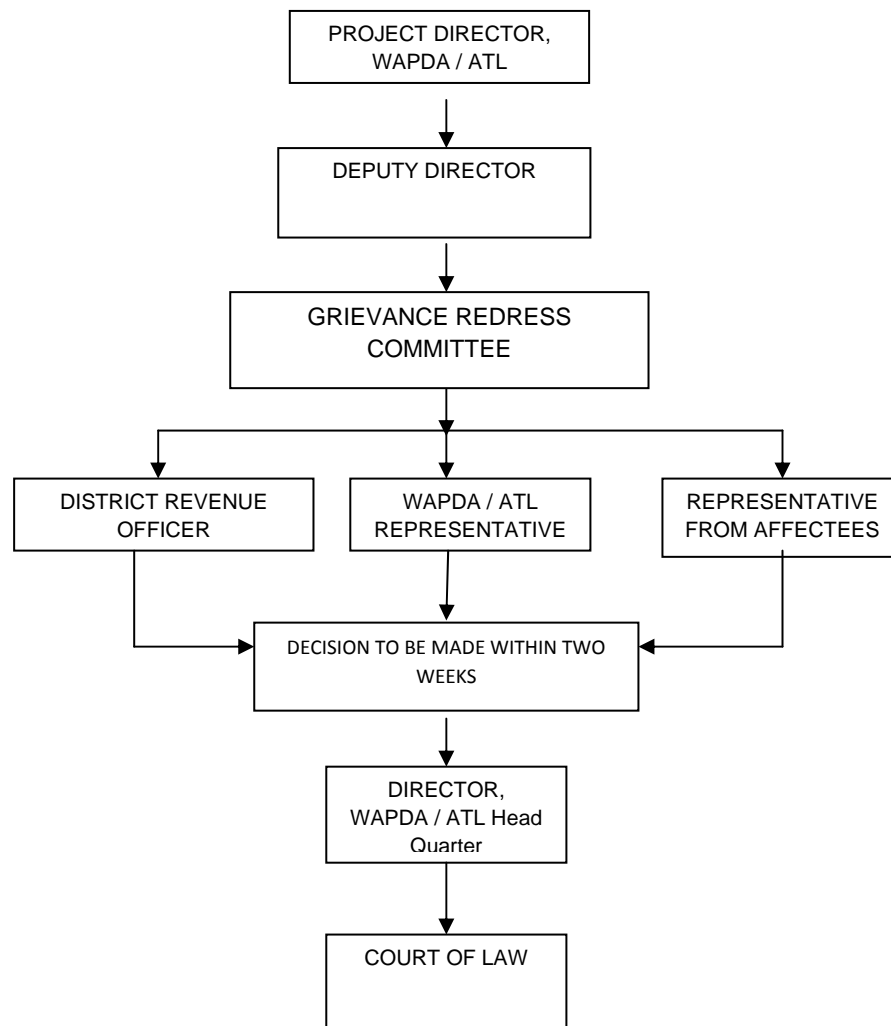 PROJECT DIRECTOR,
WAPDA / ATL
DEPUTY DIRECTOR
GRIEVANCE REDRESS
COMMITTEE
DISTRICT REVENUE
OFFICER
WAPDA / ATL
REPRESENTATIVE
REPRESENTATIVE
FROM AFFECTEES
DECISION TO BE MADE WITHIN TWO
WEEKS
DIRECTOR,
WAPDA / ATL Head
Quarter
COURT OF LAW